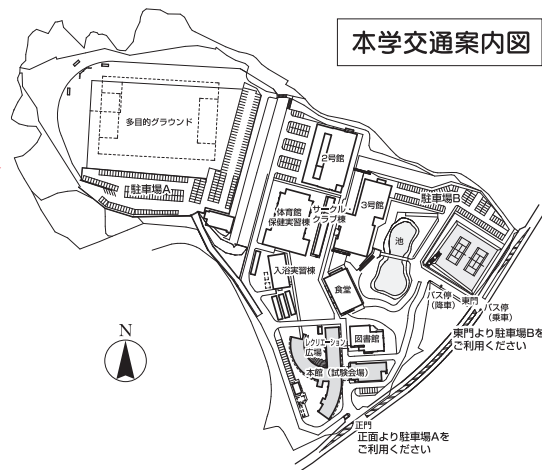 本学交通案内図
多目的グラウンド
駐車場A
2号館
体育館
保健実習棟
サークル
クラブ棟
3号館
駐車場B
池
入浴実習棟
食堂
バス停
(降車)
東門
バス停
(乗車)
東門より駐車場Bを
ご利用ください
レクリエーション
広場
図書館
本館(試験会場)
N
正門
正面より駐車場Aを
ご利用ください